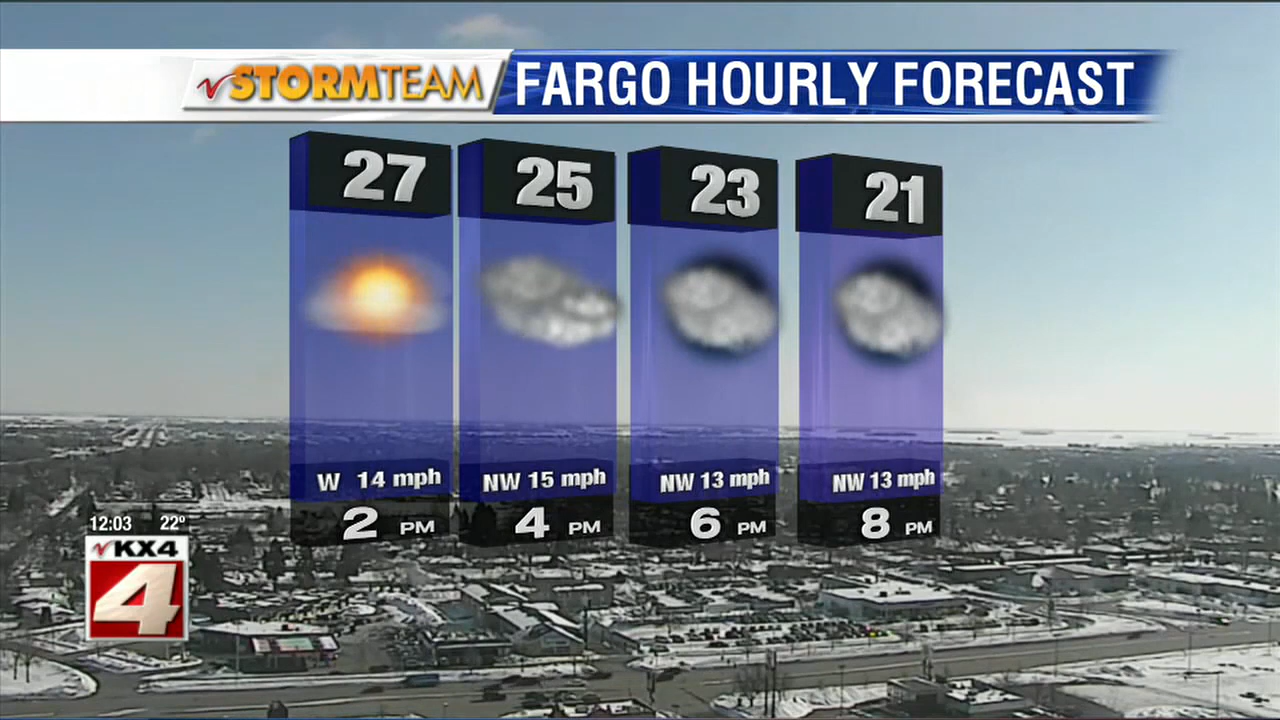 STORMTEAM FARGO HOURLY FORECAST
27 25 23 21
W 14 mph NW 15 mph NW 13 mph NW 13 mph
2 PM 4 PM 6 PM 8 PM
12:03 22º
KX4
4